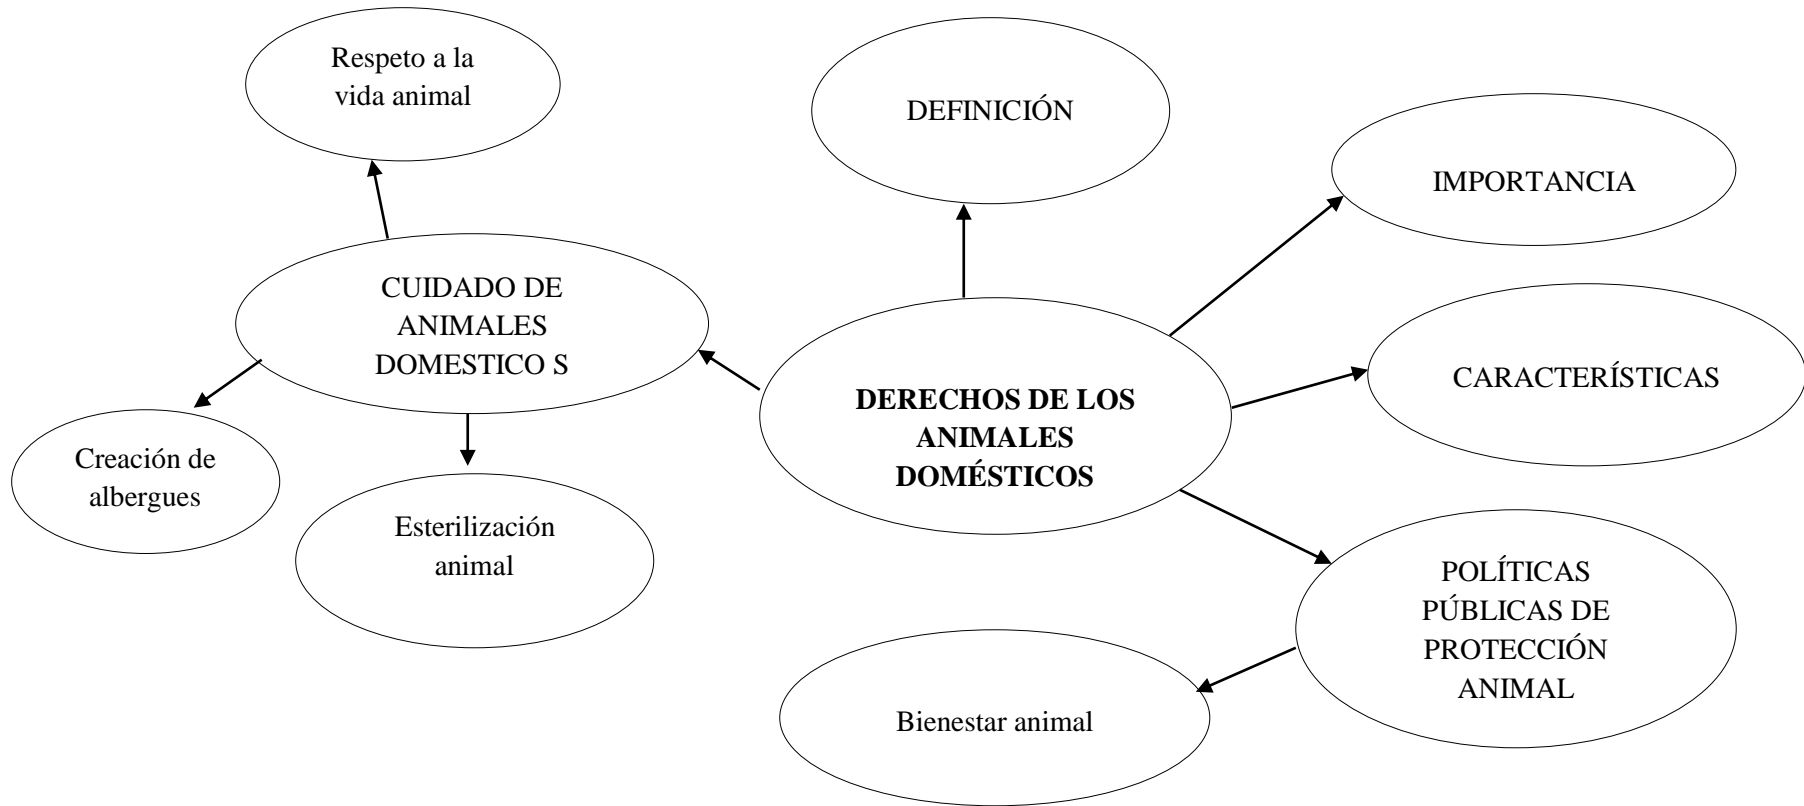 Respeto a la
vida animal
DEFINICIÓN
IMPORTANCIA
CUIDADO DE
ANIMALES
DOMESTICO S
CARACTERÍSTICAS
DERECHOS DE LOS
ANIMALES
DOMÉSTICOS
Creación de
albergues
Esterilización
animal
POLÍTICAS
PÚBLICAS DE
PROTECCIÓN
ANIMAL
Bienestar animal